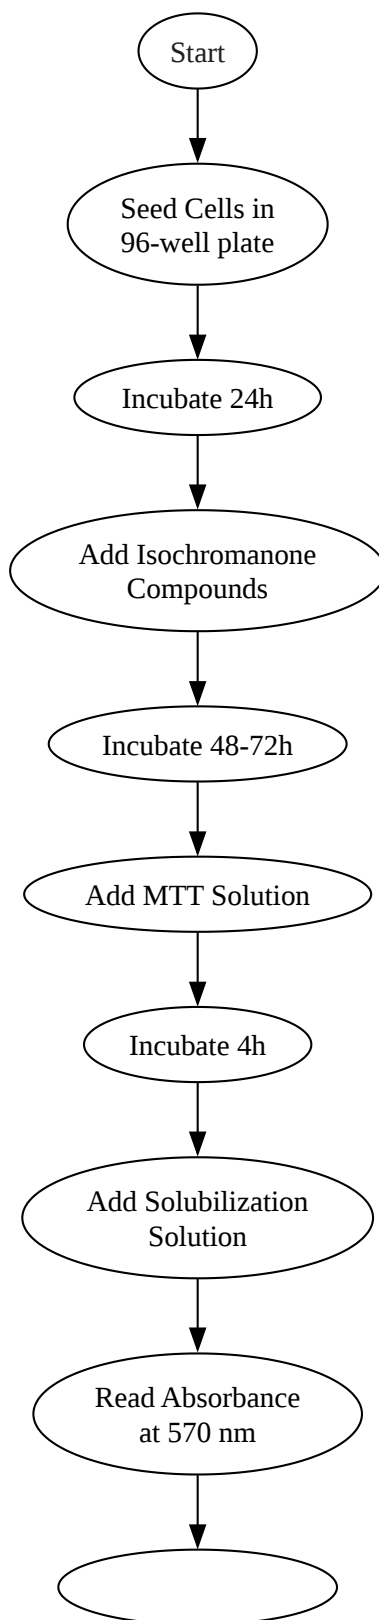 Start
Seed Cells in
96-well plate
Incubate 24h
Add Isochromanone
Compounds
Incubate 48-72h
Add MTT Solution
Incubate 4h
Add Solubilization
Solution
Read Absorbance
at 570 nm